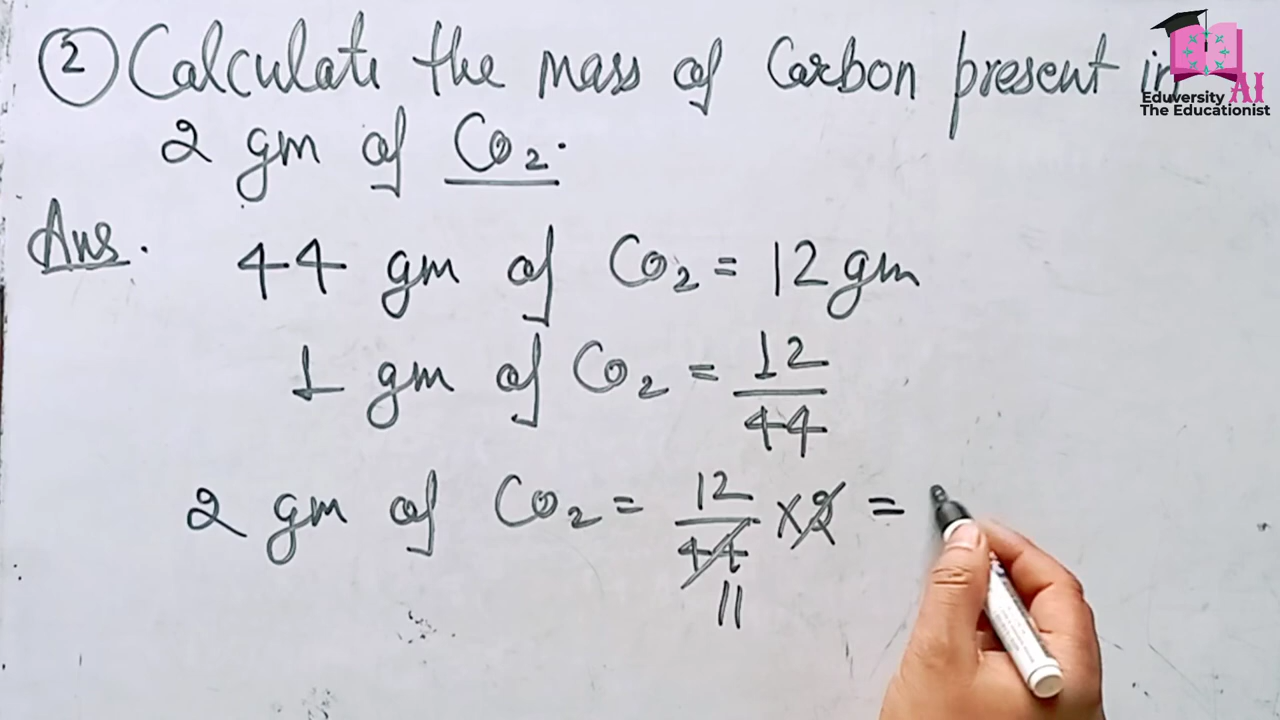 ② Calculate the mass of Carbon present in
2 gm of Co₂.
Ans.
44 gm of Co₂ = 12 gm
1 gm of Co₂ = 12/44
2 gm of Co₂ = 12/44 × 2 =
11
AI
Eduversity
The Educationist